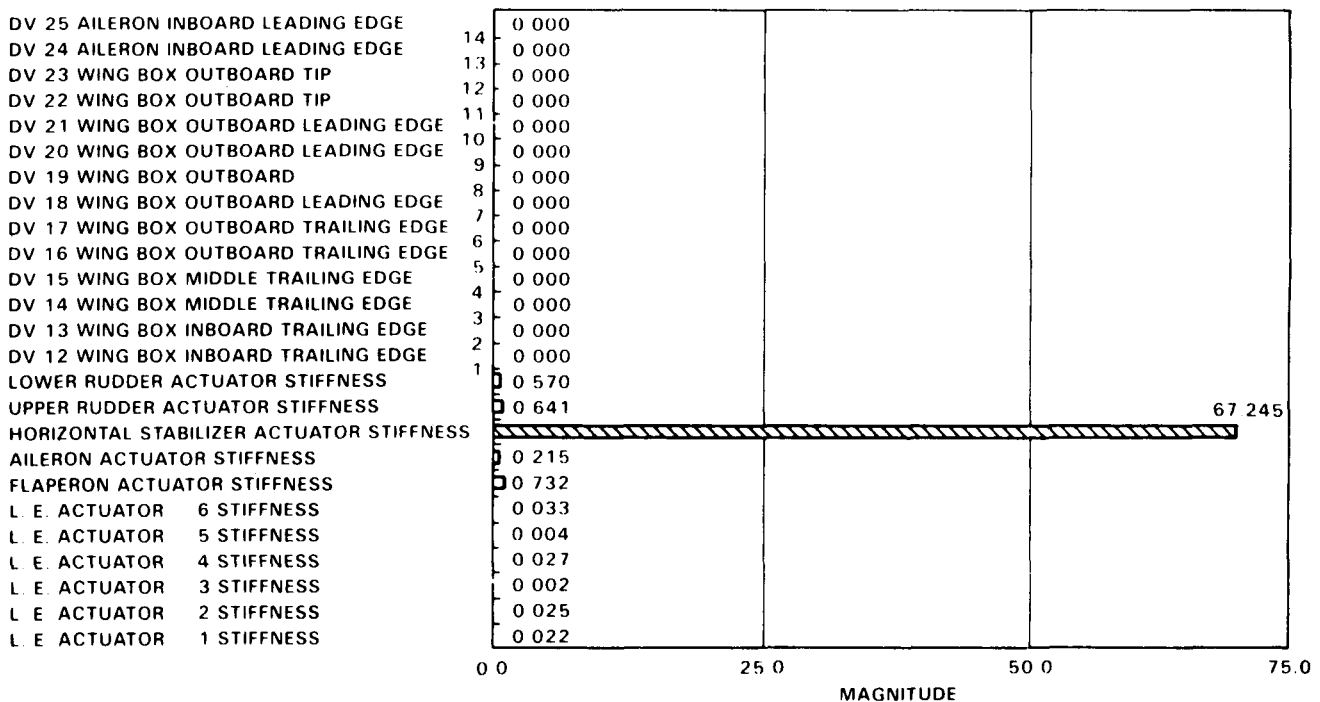 DV 25 AILERON INBOARD LEADING EDGE 0 000
14
DV 24 AILERON INBOARD LEADING EDGE 0 000
13
DV 23 WING BOX OUTBOARD TIP 0 000
12
DV 22 WING BOX OUTBOARD TIP 0 000
11
DV 21 WING BOX OUTBOARD LEADING EDGE 0 000
10
DV 20 WING BOX OUTBOARD LEADING EDGE 0 000
9
DV 19 WING BOX OUTBOARD 0 000
8
DV 18 WING BOX OUTBOARD LEADING EDGE 0 000
7
DV 17 WING BOX OUTBOARD TRAILING EDGE 0 000
6
DV 16 WING BOX OUTBOARD TRAILING EDGE 0 000
5
DV 15 WING BOX MIDDLE TRAILING EDGE 0 000
4
DV 14 WING BOX MIDDLE TRAILING EDGE 0 000
3
DV 13 WING BOX INBOARD TRAILING EDGE 0 000
2
DV 12 WING BOX INBOARD TRAILING EDGE 0 000
1
LOWER RUDDER ACTUATOR STIFFNESS 0 570
UPPER RUDDER ACTUATOR STIFFNESS 0 641
67.245
HORIZONTAL STABILIZER ACTUATOR STIFFNESS
AILERON ACTUATOR STIFFNESS 0 215
FLAPERON ACTUATOR STIFFNESS 0 732
L. E. ACTUATOR 6 STIFFNESS 0 033
L. E. ACTUATOR 5 STIFFNESS 0 004
L. E. ACTUATOR 4 STIFFNESS 0 027
L. E. ACTUATOR 3 STIFFNESS 0 002
L E ACTUATOR 2 STIFFNESS 0 025
L. E ACTUATOR 1 STIFFNESS 0 022
0 0 25 0 50 0 75.0
MAGNITUDE